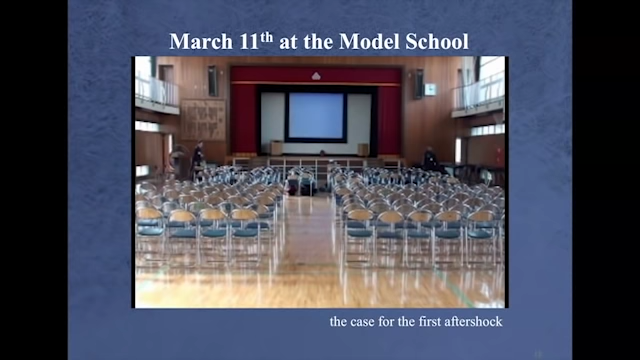 March 11th at the Model School
the case for the first aftershock